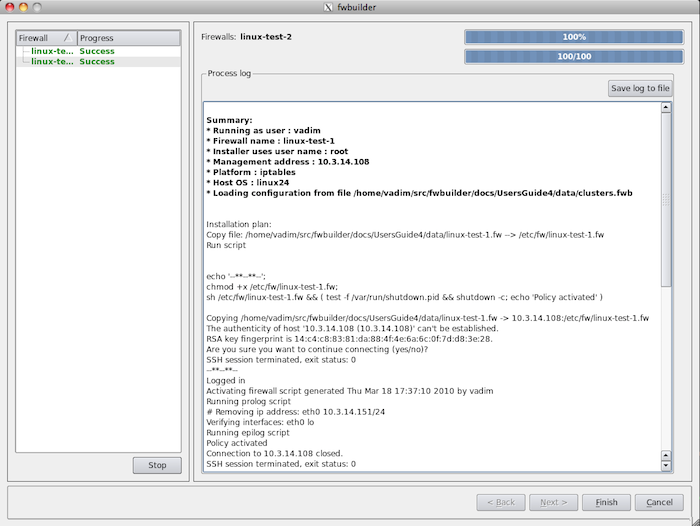 fwbuilder
Firewall Progress
linux-te... Success
linux-te... Success
Stop
Firewalls: linux-test-2
100%
100/100
Process log
Save log to file
Summary:
* Running as user : vadim
* Firewall name : linux-test-1
* Installer uses user name : root
* Management address : 10.3.14.108
* Platform : iptables
* Host OS : linux24
* Loading configuration from file /home/vadim/src/fwbuilder/docs/UsersGuide4/data/clusters.fwb
Installation plan:
Copy file: /home/vadim/src/fwbuilder/docs/UsersGuide4/data/linux-test-1.fw --> /etc/fw/linux-test-1.fw
Run script
echo '--**--**--';
chmod +x /etc/fw/linux-test-1.fw;
sh /etc/fw/linux-test-1.fw && ( test -f /var/run/shutdown.pid && shutdown -c; echo 'Policy activated' )
Copying /home/vadim/src/fwbuilder/docs/UsersGuide4/data/linux-test-1.fw -> 10.3.14.108:/etc/fw/linux-test-1.fw
The authenticity of host '10.3.14.108 (10.3.14.108)' can't be established.
RSA key fingerprint is 14:c4:c8:83:81:da:88:4f:4e:6a:6c:0f:7d:d8:3e:28.
Are you sure you want to continue connecting (yes/no)?
SSH session terminated, exit status: 0
--**--**--
Logged in
Activating firewall script generated Thu Mar 18 17:37:10 2010 by vadim
Running prolog script
# Removing ip address: eth0 10.3.14.151/24
Verifying interfaces: eth0 lo
Running epilog script
Policy activated
Connection to 10.3.14.108 closed.
SSH session terminated, exit status: 0
< Back
Next >
Finish
Cancel